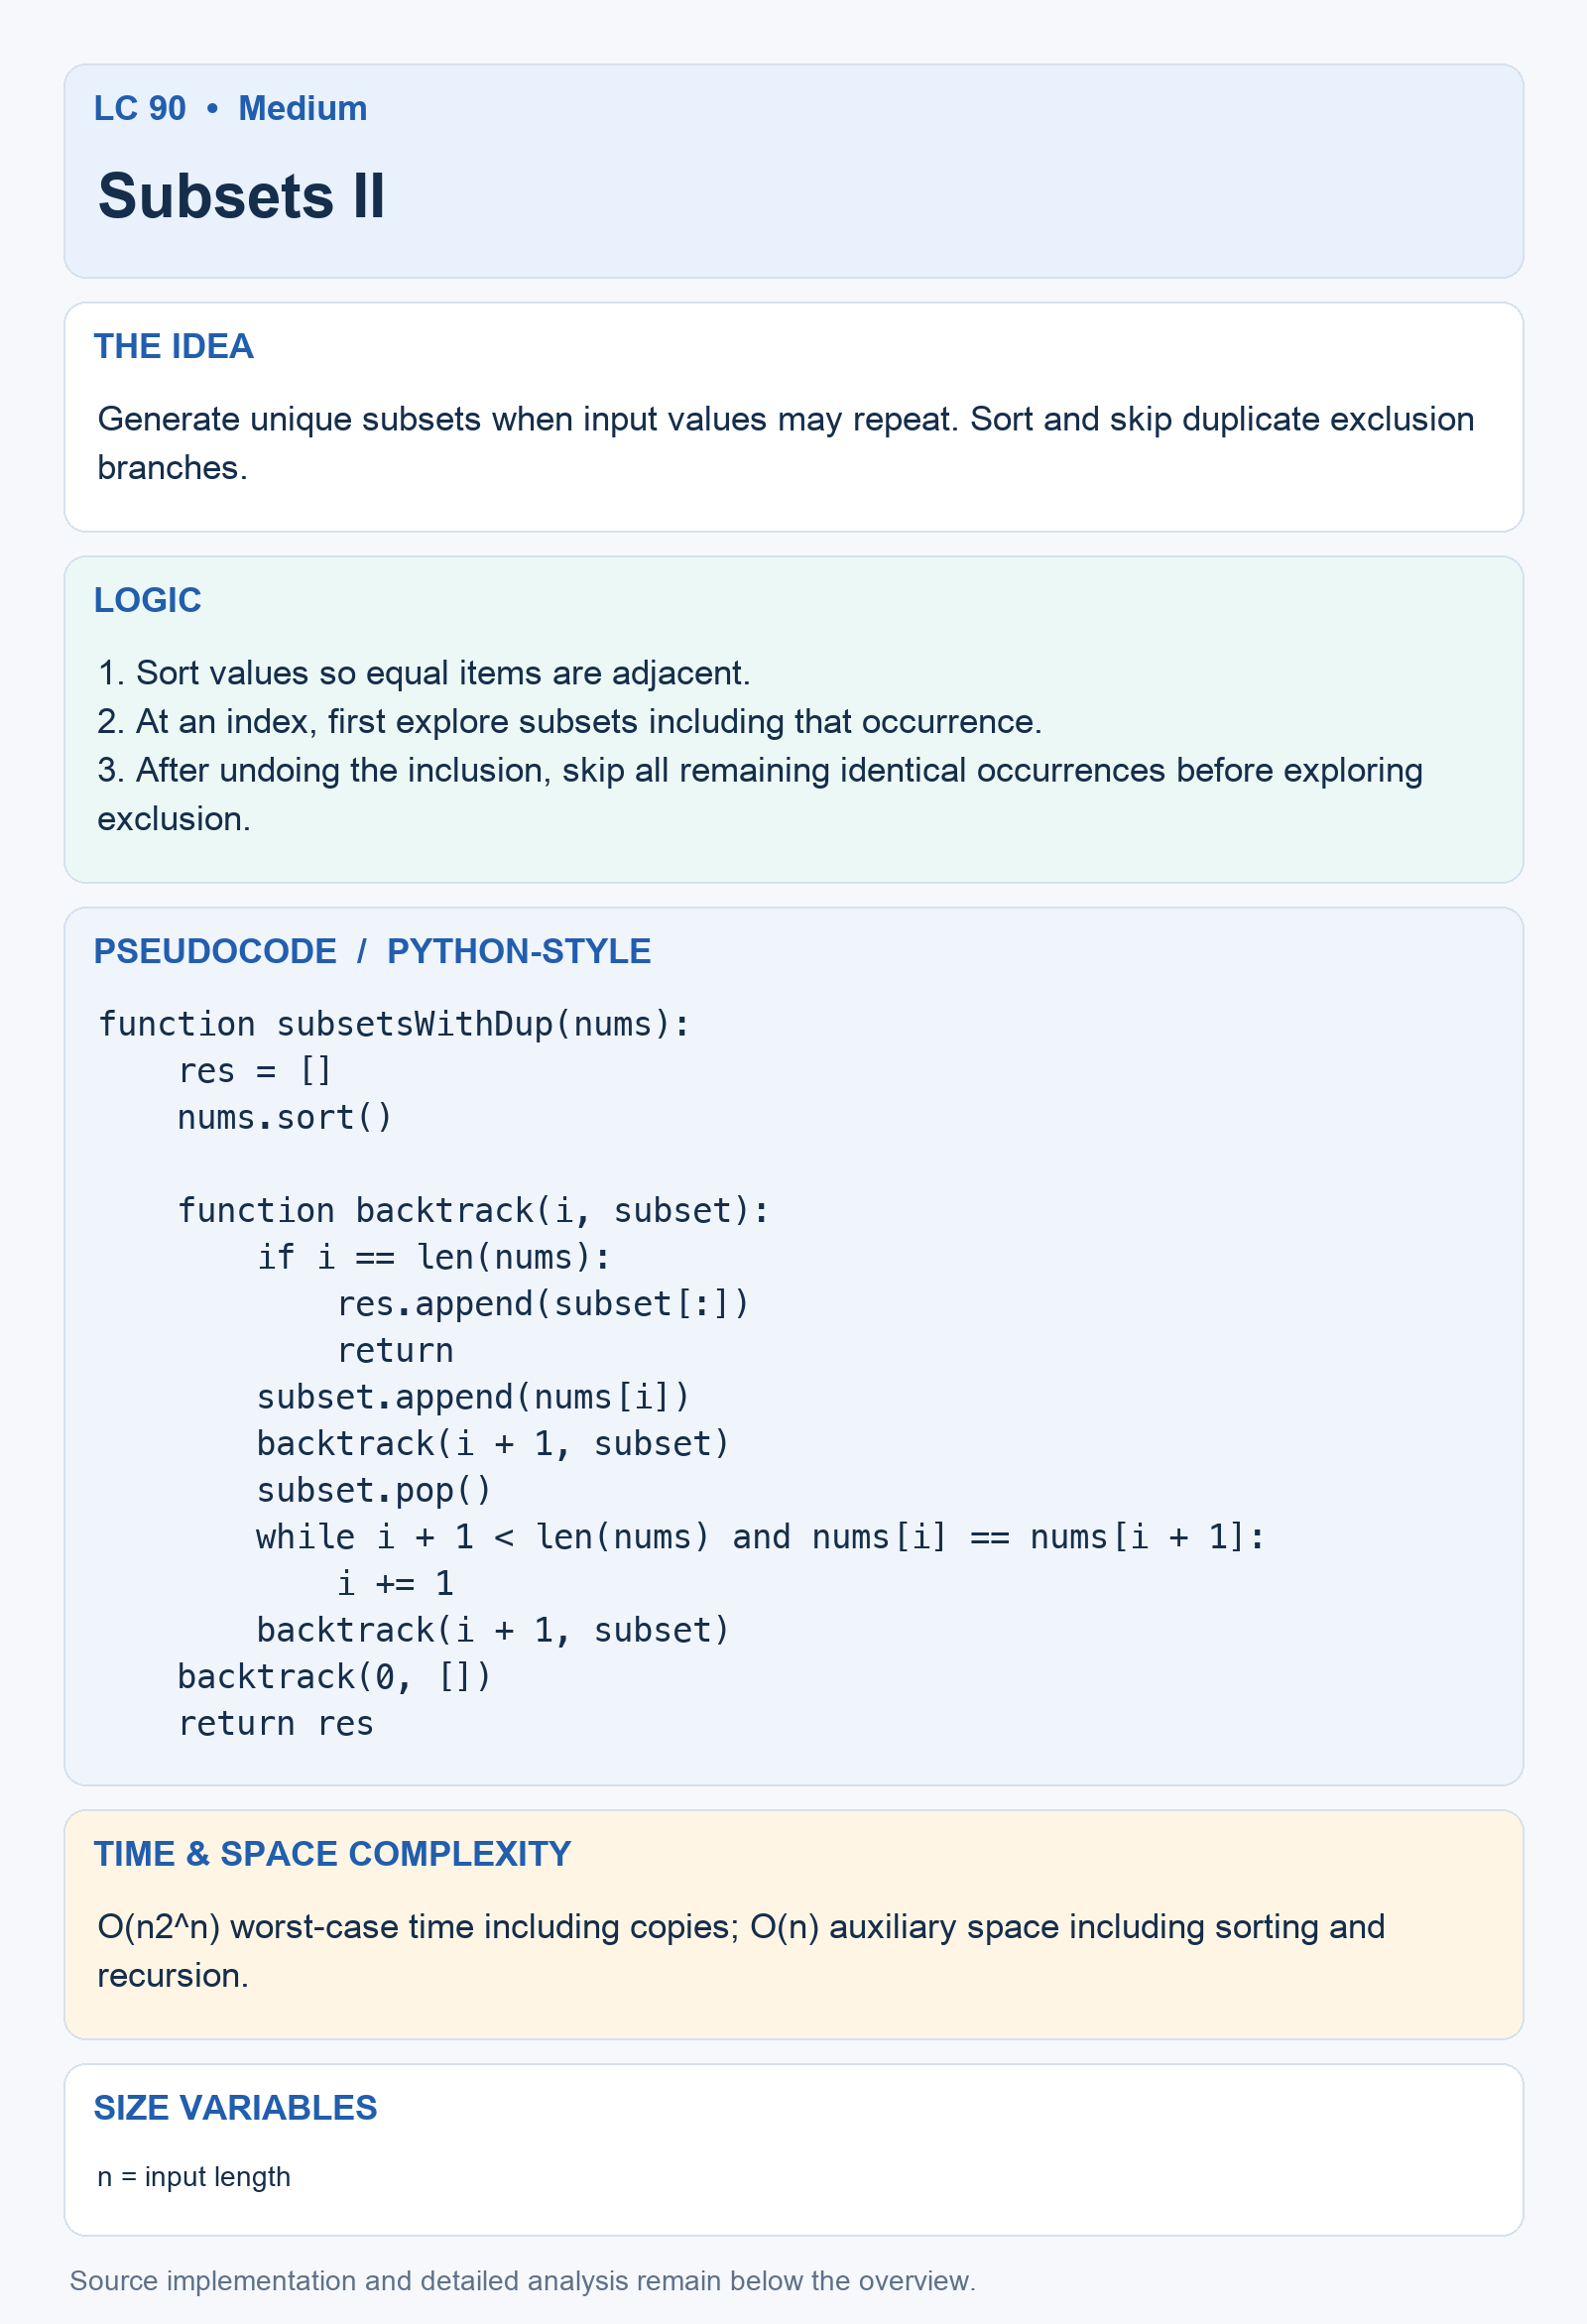 LC 90 • Medium
Subsets II
THE IDEA
Generate unique subsets when input values may repeat. Sort and skip duplicate exclusion
branches.
LOGIC
1. Sort values so equal items are adjacent.
2. At an index, first explore subsets including that occurrence.
3. After undoing the inclusion, skip all remaining identical occurrences before exploring
exclusion.
PSEUDOCODE / PYTHON-STYLE
function subsetsWithDup(nums):
    res = []
    nums.sort()

    function backtrack(i, subset):
        if i == len(nums):
            res.append(subset[:])
            return
        subset.append(nums[i])
        backtrack(i + 1, subset)
        subset.pop()
        while i + 1 < len(nums) and nums[i] == nums[i + 1]:
            i += 1
        backtrack(i + 1, subset)
    backtrack(0, [])
    return res
TIME & SPACE COMPLEXITY
O(n2^n) worst-case time including copies; O(n) auxiliary space including sorting and
recursion.
SIZE VARIABLES
n = input length
Source implementation and detailed analysis remain below the overview.